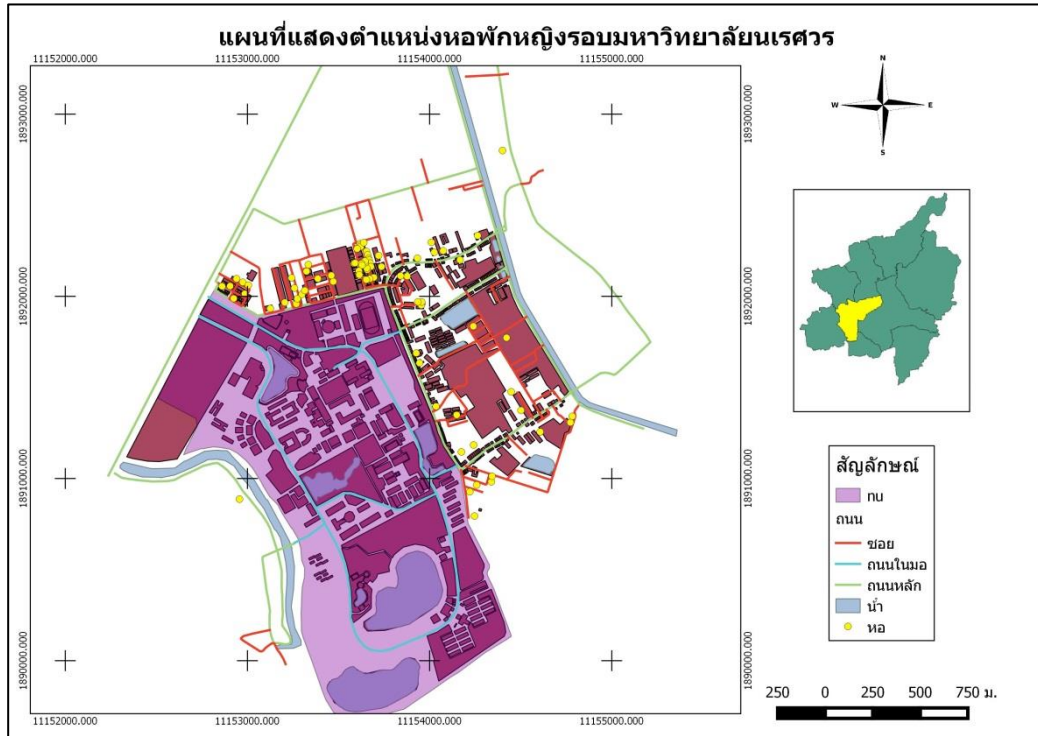 แผนที่แสดงตำแหน่งหอพักหญิงรอบมหาวิทยาลัยนเรศวร
11152000.000 11153000.000 11154000.000 11155000.000
1893000.000 1893000.000
1892000.000 1892000.000
1891000.000 1891000.000
1890000.000 1890000.000
11152000.000 11153000.000 11154000.000 11155000.000
N
W E
S
สัญลักษณ์
ทบ
ถนน
ซอย
ถนนในมอ
ถนนหลัก
น้ำ
หอ
250 0 250 500 750 ม.